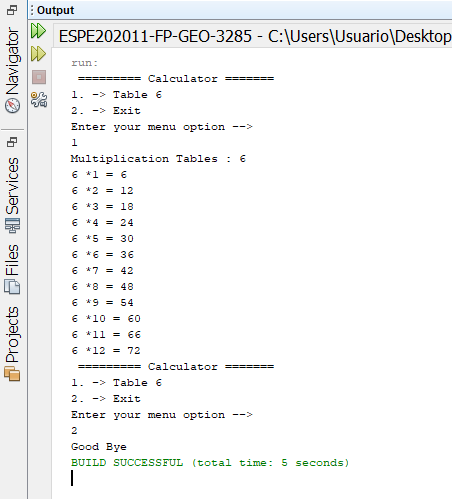 Output
ESPE202011-FP-GEO-3285 - C:\Users\Usuario\Desktop
run:
========= Calculator =======
1. -> Table 6
2. -> Exit
Enter your menu option -->
1
Multiplication Tables : 6
6 *1 = 6
6 *2 = 12
6 *3 = 18
6 *4 = 24
6 *5 = 30
6 *6 = 36
6 *7 = 42
6 *8 = 48
6 *9 = 54
6 *10 = 60
6 *11 = 66
6 *12 = 72
========= Calculator =======
1. -> Table 6
2. -> Exit
Enter your menu option -->
2
Good Bye
BUILD SUCCESSFUL (total time: 5 seconds)
Navigator
Services
Files
Projects